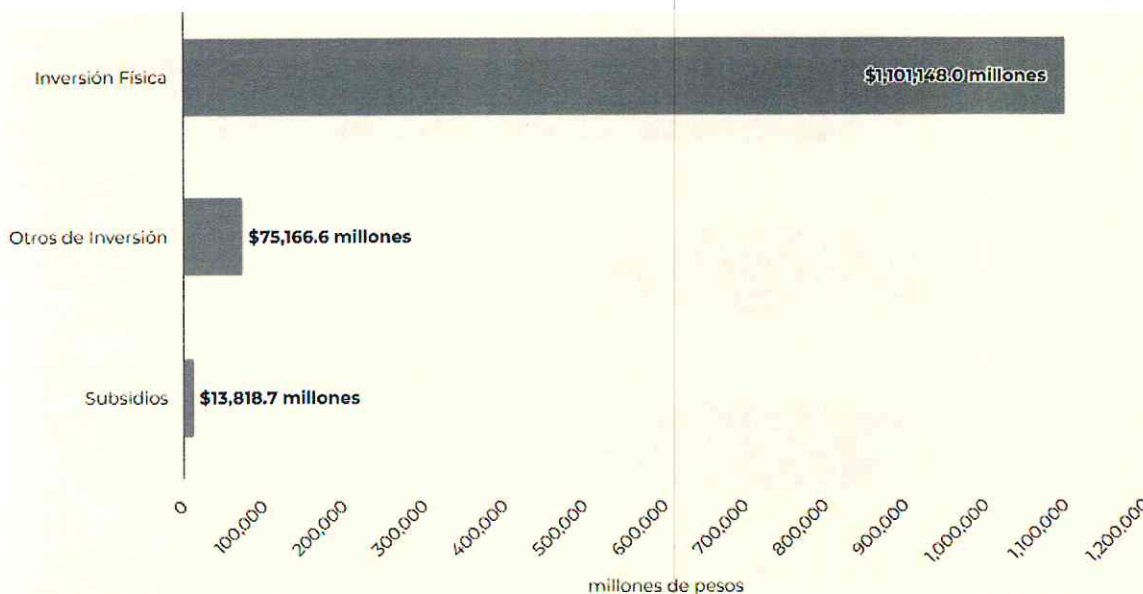 Inversión Física
$1,101,148.0 millones
Otros de Inversión
$75,166.6 millones
Subsidios
$13,818.7 millones
0
100,000
200,000
300,000
400,000
500,000
600,000
700,000
800,000
900,000
1,000,000
1,100,000
1,200,000
millones de pesos